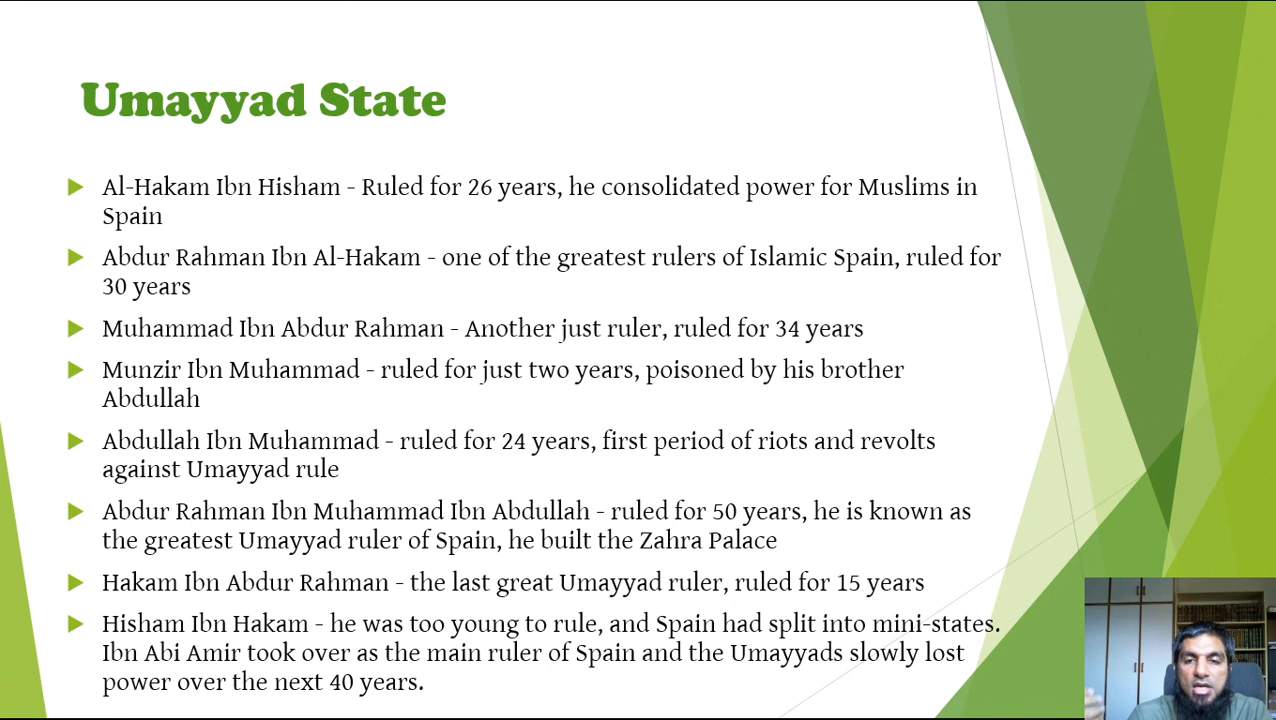 Umayyad State
Al-Hakam Ibn Hisham - Ruled for 26 years, he consolidated power for Muslims in
Spain
Abdur Rahman Ibn Al-Hakam - one of the greatest rulers of Islamic Spain, ruled for
30 years
Muhammad Ibn Abdur Rahman - Another just ruler, ruled for 34 years
Munzir Ibn Muhammad - ruled for just two years, poisoned by his brother
Abdullah
Abdullah Ibn Muhammad - ruled for 24 years, first period of riots and revolts
against Umayyad rule
Abdur Rahman Ibn Muhammad Ibn Abdullah - ruled for 50 years, he is known as
the greatest Umayyad ruler of Spain, he built the Zahra Palace
Hakam Ibn Abdur Rahman - the last great Umayyad ruler, ruled for 15 years
Hisham Ibn Hakam - he was too young to rule, and Spain had split into mini-states.
Ibn Abi Amir took over as the main ruler of Spain and the Umayyads slowly lost
power over the next 40 years.